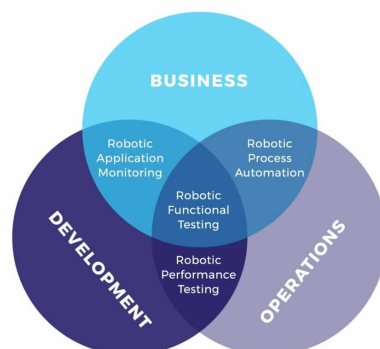 BUSINESS
Robotic
Application
Monitoring
Robotic
Process
Automation
Robotic
Functional
Testing
DEVELOPMENT
Robotic
Performance
Testing
OPERATIONS